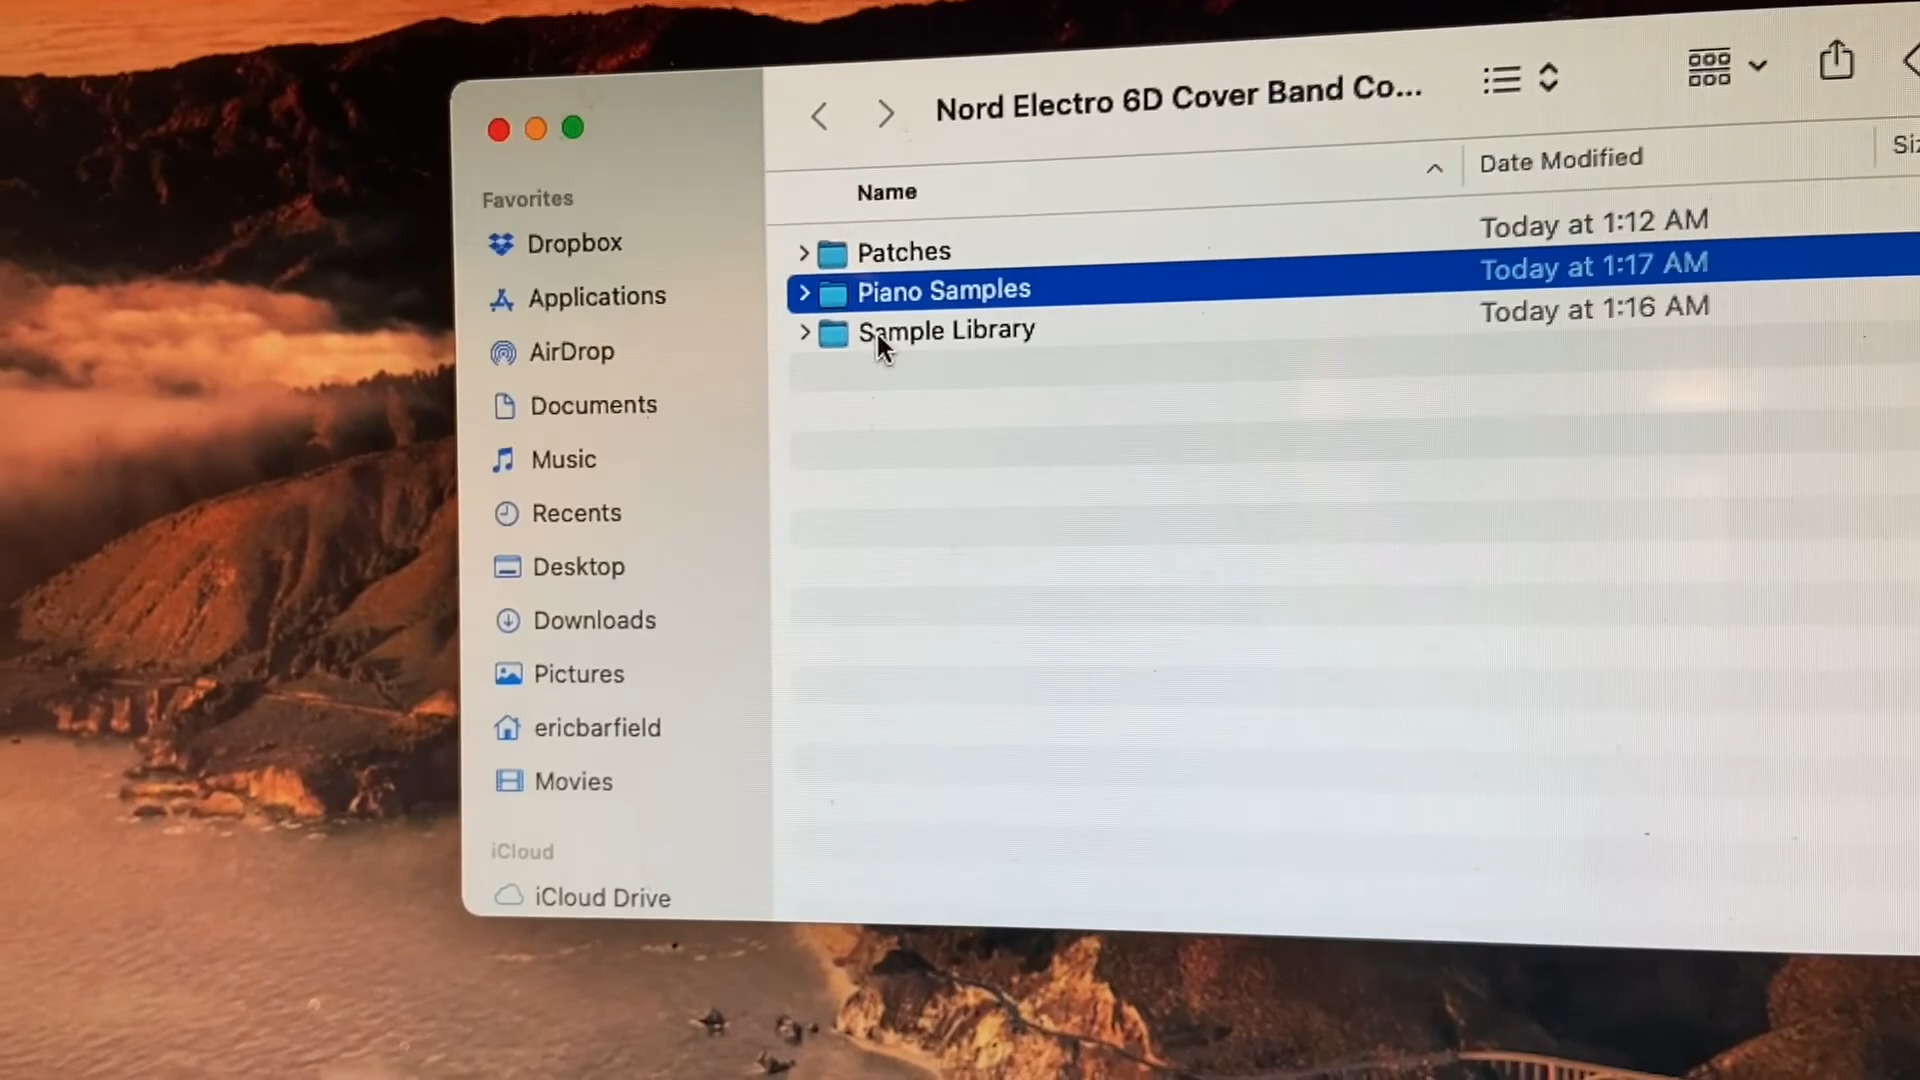 Nord Electro 6D Cover Band Co...
Name
Date Modified
Favorites
Dropbox
Applications
AirDrop
Documents
Music
Recents
Desktop
Downloads
Pictures
ericbarfield
Movies
iCloud
iCloud Drive
Patches
Today at 1:12 AM
Piano Samples
Today at 1:17 AM
Sample Library
Today at 1:16 AM